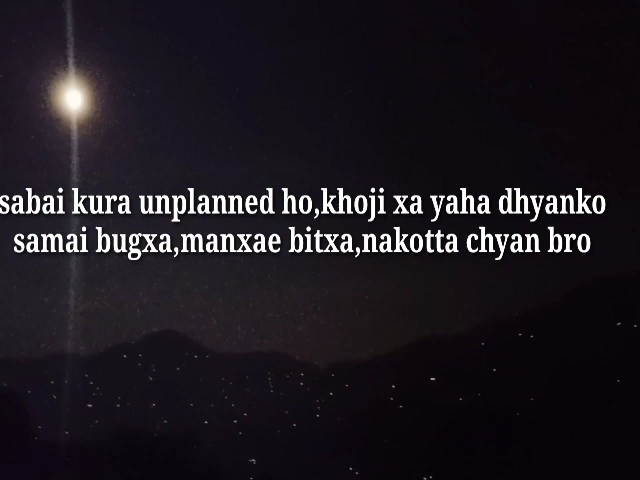 sabai kura unplanned ho,khoji xa yaha dhyanko
samai bugxa,manxae bitxa,nakotta chyan bro